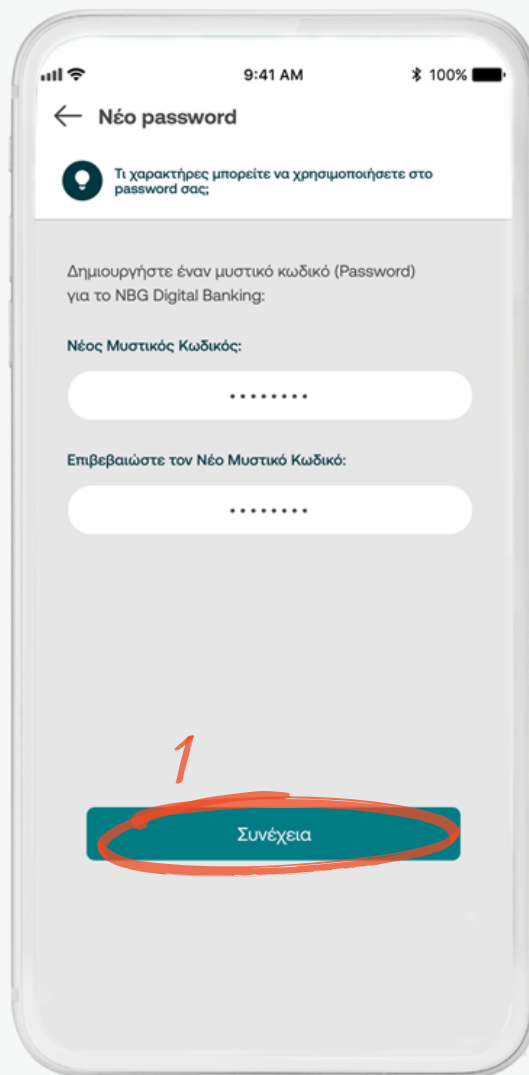 9:41 AM 100%
Νέο password
Τι χαρακτήρες μπορείτε να χρησιμοποιήσετε στο
password σας;
Δημιουργήστε έναν μυστικό κωδικό (Password)
για το NBG Digital Banking:
Νέος Μυστικός Κωδικός:
••••••••
Επιβεβαιώστε τον Νέο Μυστικό Κωδικό:
••••••••
1
Συνέχεια